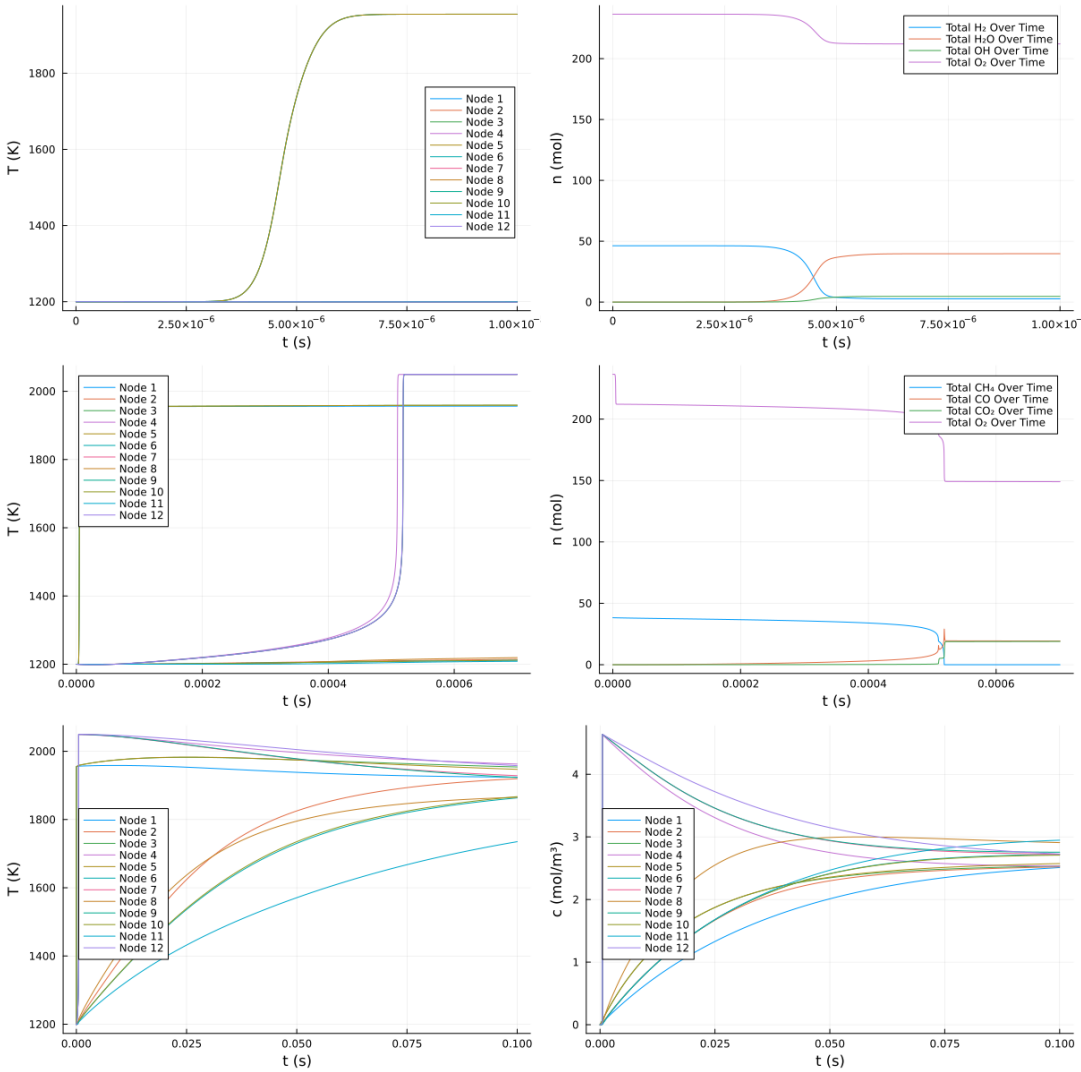 T (K)
1800
1600
1400
1200
Node 1
Node 2
Node 3
Node 4
Node 5
Node 6
Node 7
Node 8
Node 9
Node 10
Node 11
Node 12
0
2.50×10⁻⁶
5.00×10⁻⁶
7.50×10⁻⁶
1.00×10⁻
t (s)
n (mol)
200
150
100
50
0
Total H₂ Over Time
Total H₂O Over Time
Total OH Over Time
Total O₂ Over Time
0
2.50×10⁻⁶
5.00×10⁻⁶
7.50×10⁻⁶
1.00×10⁻
t (s)
T (K)
2000
1800
1600
1400
1200
Node 1
Node 2
Node 3
Node 4
Node 5
Node 6
Node 7
Node 8
Node 9
Node 10
Node 11
Node 12
0.0000
0.0002
0.0004
0.0006
t (s)
n (mol)
200
150
100
50
0
Total CH₄ Over Time
Total CO Over Time
Total CO₂ Over Time
Total O₂ Over Time
0.0000
0.0002
0.0004
0.0006
t (s)
T (K)
2000
1800
1600
1400
1200
Node 1
Node 2
Node 3
Node 4
Node 5
Node 6
Node 7
Node 8
Node 9
Node 10
Node 11
Node 12
0.000
0.025
0.050
0.075
0.100
t (s)
c (mol/m³)
4
3
2
1
0
Node 1
Node 2
Node 3
Node 4
Node 5
Node 6
Node 7
Node 8
Node 9
Node 10
Node 11
Node 12
0.000
0.025
0.050
0.075
0.100
t (s)